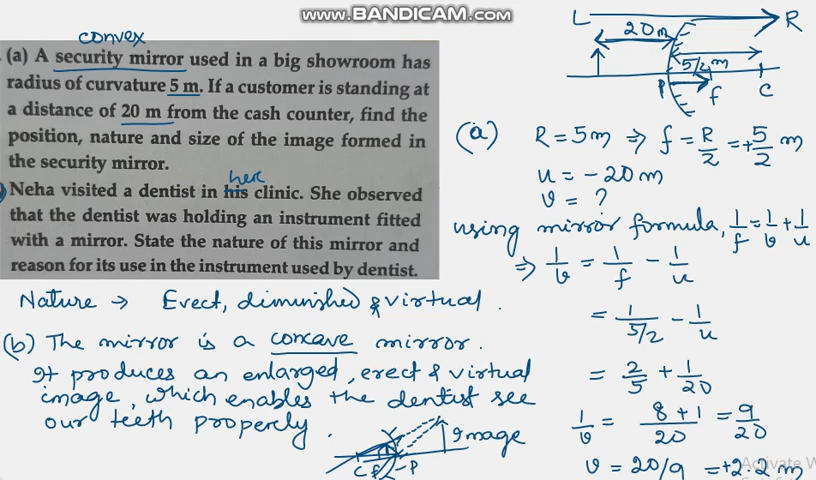 WWW.BANDICAM.COM
convex
(a) A security mirror used in a big showroom has
radius of curvature 5 m. If a customer is standing at
a distance of 20 m from the cash counter, find the
position, nature and size of the image formed in
the security mirror.
her
Neha visited a dentist in his clinic. She observed
that the dentist was holding an instrument fitted
with a mirror. State the nature of this mirror and
reason for its use in the instrument used by dentist.
Nature → Erect, diminished & virtual.
(b) The mirror is a concave mirror.
It produces an enlarged, erect & virtual
image, which enables the dentist see
our teeth properly.
C F P Image
L R
20 m
5/2 m
P f C
(a) R = 5m ⇒ f = R/2 = +5/2 m
u = -20 m
v = ?
using mirror formula, 1/f = 1/v + 1/u
⇒ 1/v = 1/f - 1/u
= 1/5/2 - 1/u
= 2/5 + 1/20
1/v = 8+1/20 = 9/20
v = 20/9 = +2.2 m
Activate W